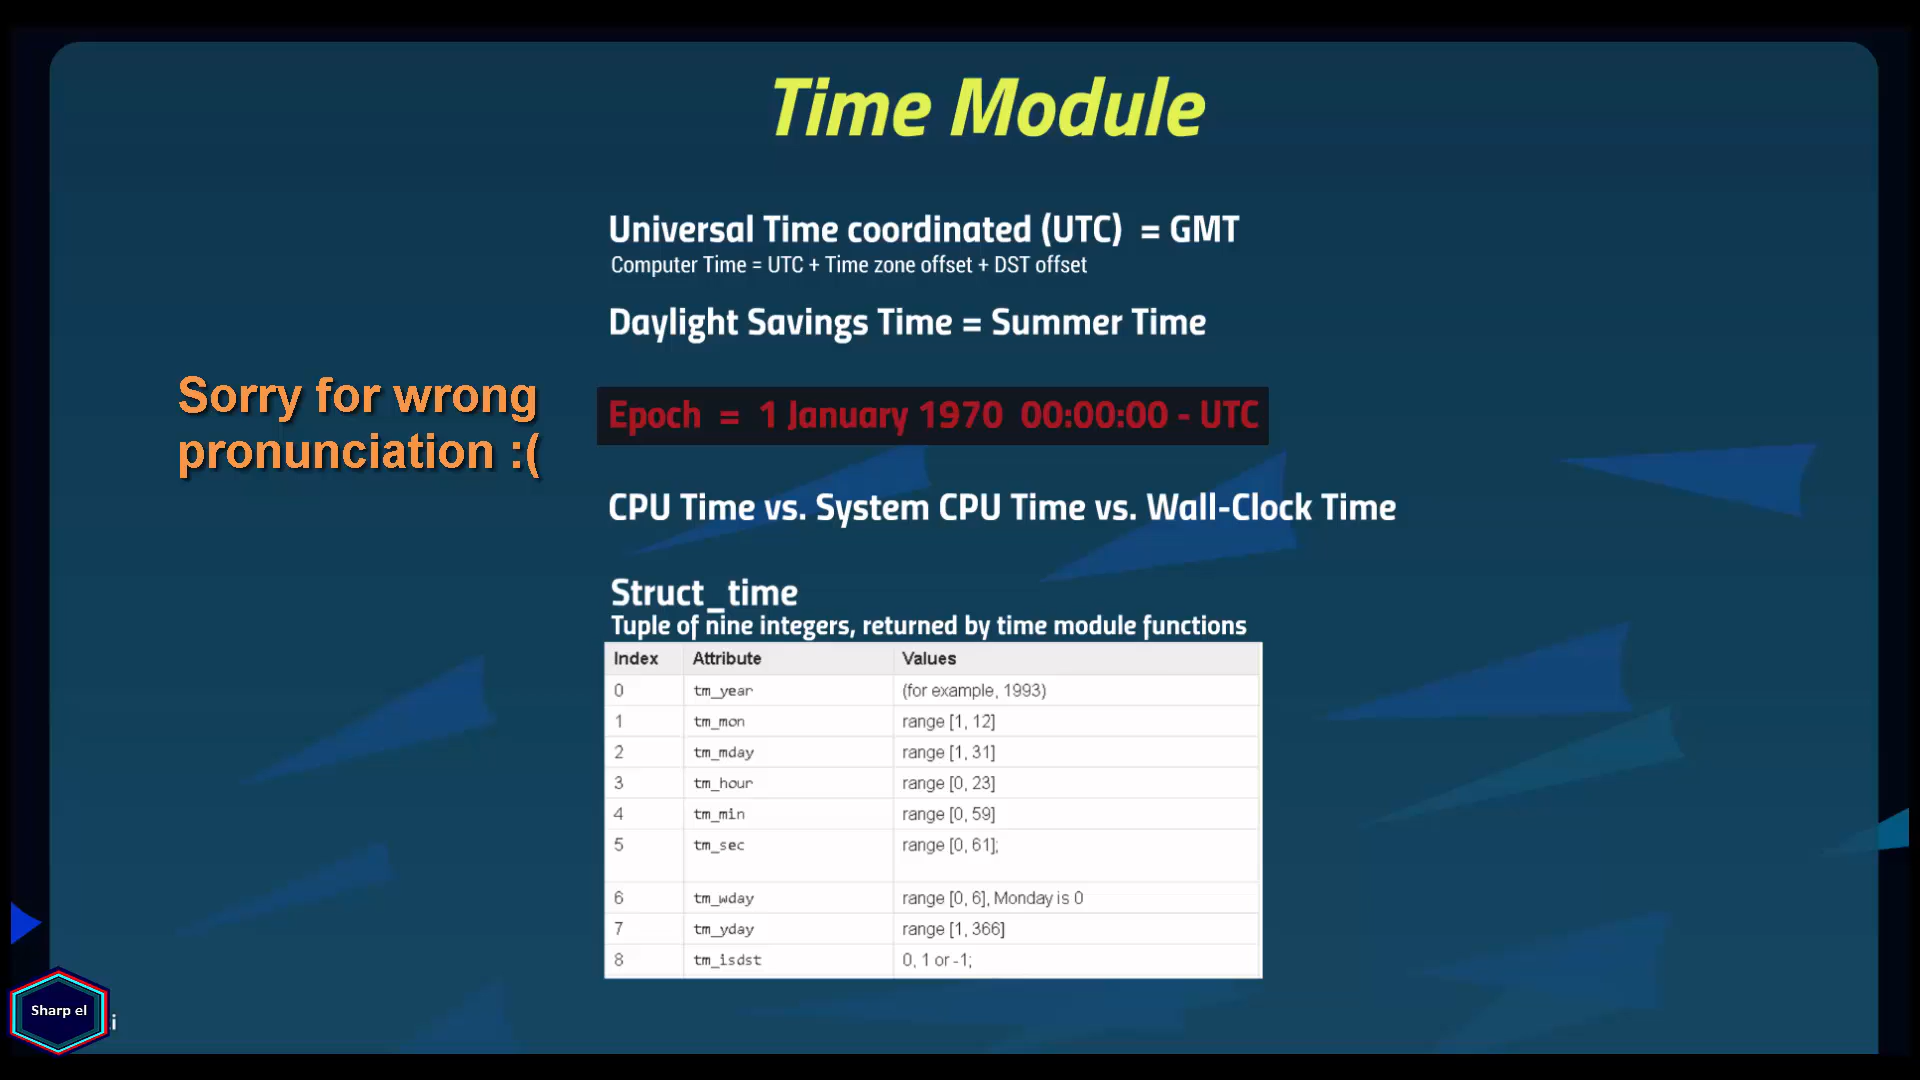 Time Module
Universal Time coordinated (UTC) = GMT
Computer Time = UTC + Time zone offset + DST offset
Daylight Savings Time = Summer Time
Sorry for wrong
pronunciation :(
Epoch = 1 January 1970 00:00:00 - UTC
CPU Time vs. System CPU Time vs. Wall-Clock Time
Struct_time
Tuple of nine integers, returned by time module functions
Index Attribute Values
0 tm_year (for example, 1993)
1 tm_mon range [1, 12]
2 tm_mday range [1, 31]
3 tm_hour range [0, 23]
4 tm_min range [0, 59]
5 tm_sec range [0, 61];
6 tm_wday range [0, 6], Monday is 0
7 tm_yday range [1, 366]
8 tm_isdst 0, 1 or -1;
Sharp el